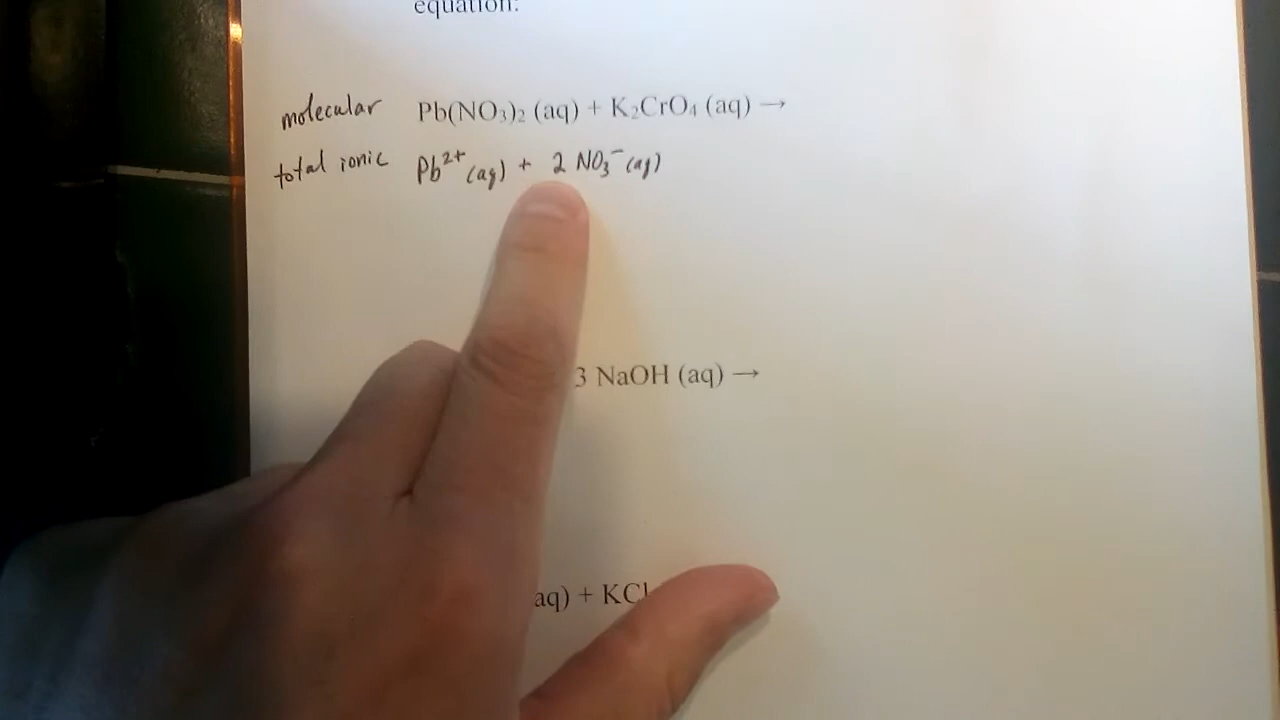 equation:
molecular Pb(NO₃)₂ (aq) + K₂CrO₄ (aq) →
total ionic Pb²⁺ (aq) + 2 NO₃⁻ (aq)
3 NaOH (aq) →
aq) + KCl